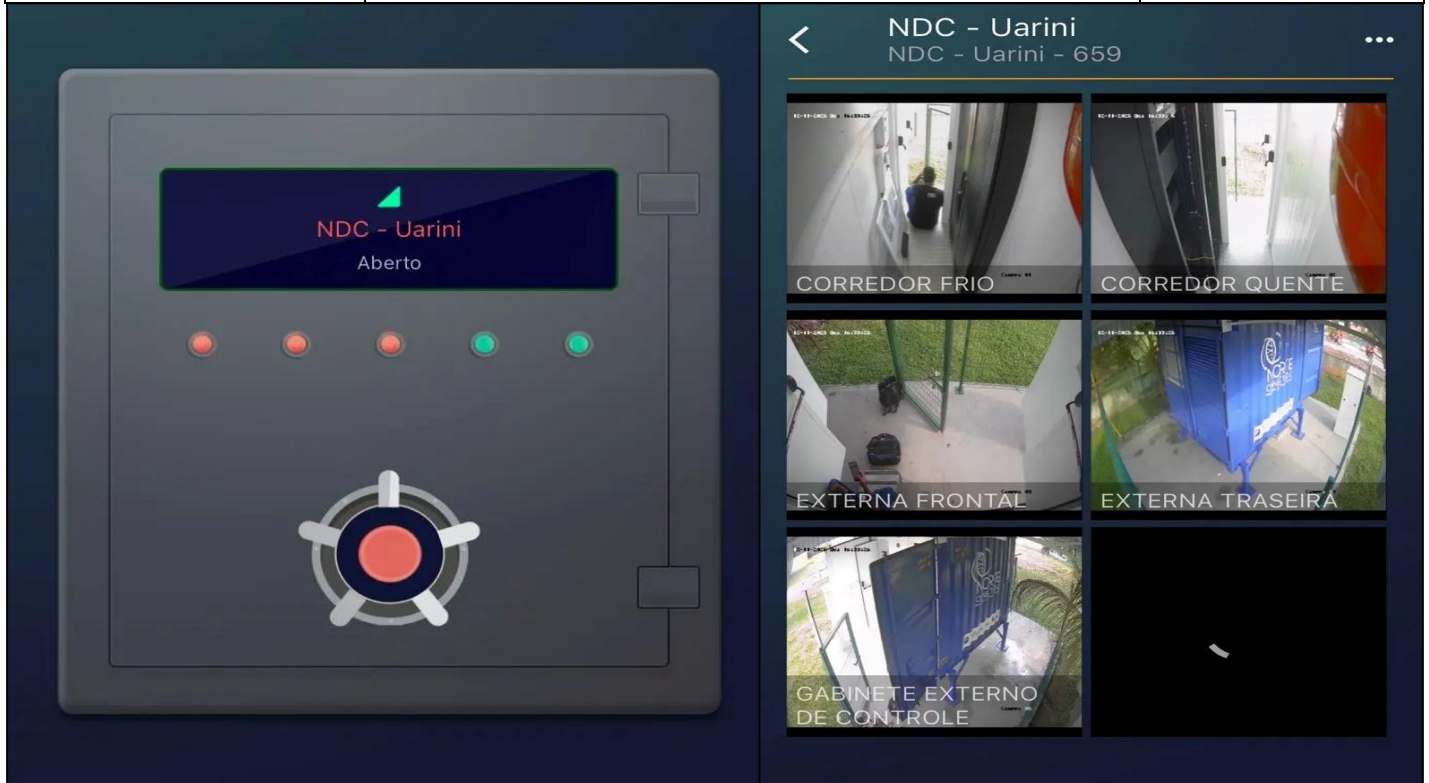 NDC - Uarini
Aberto
NDC - Uarini
NDC - Uarini - 659
CORREDOR FRIO
CORREDOR QUENTE
EXTERNA FRONTAL
EXTERNA TRASEIRA
GABINETE EXTERNO
DE CONTROLE